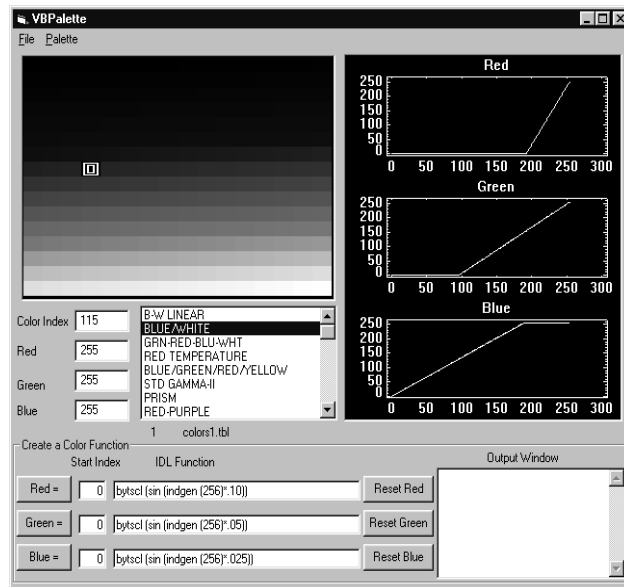 VBPalette
File Palette
Red
250
200
150
100
50
0
0 50 100 150 200 250 300
Green
250
200
150
100
50
0
0 50 100 150 200 250 300
Blue
250
200
150
100
50
0
0 50 100 150 200 250 300
Color Index 115
Red 255
Green 255
Blue 255
B-W LINEAR
BLUE/WHITE
GRN-RED-BLU-WHT
RED TEMPERATURE
BLUE/GREEN/RED/YELLOW
STD GAMMA-II
PRISM
RED-PURPLE
1 colors1.tbl
Create a Color Function
Start Index IDL Function Output Window
Red = 0 bytscl (sin (indgen (256)*.10)) Reset Red
Green = 0 bytscl (sin (indgen (256)*.05)) Reset Green
Blue = 0 bytscl (sin (indgen (256)*.025)) Reset Blue